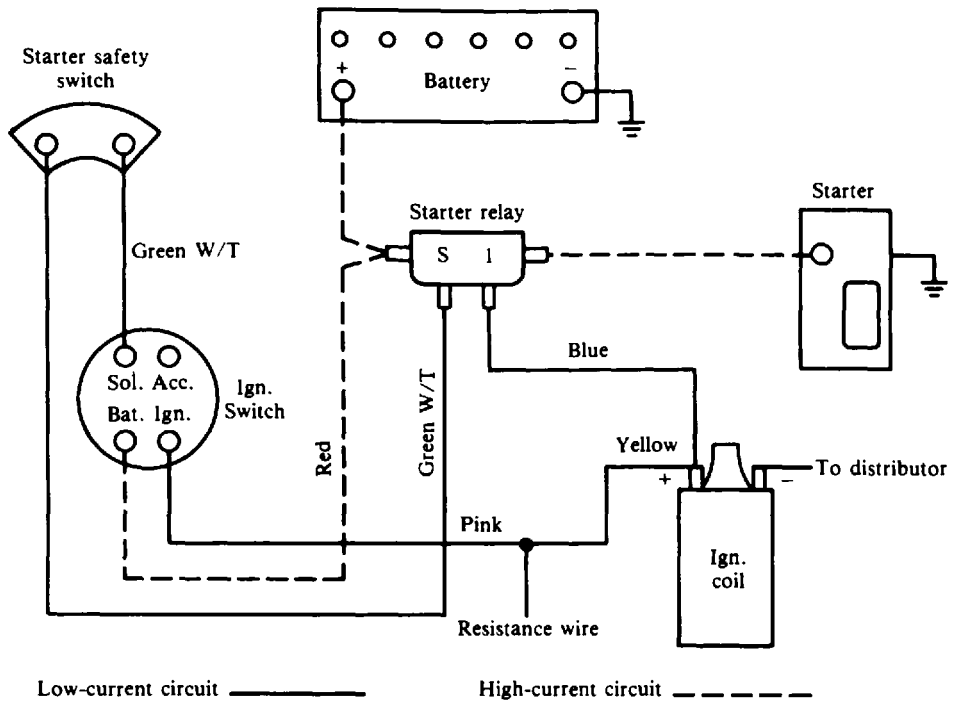 Starter safety
switch
+
−
Battery
Starter
Starter relay
S 1
Green W/T
Blue
Sol. Acc.
Bat. Ign.
Ign.
Switch
Red
Green W/T
Yellow
+
−
To distributor
Pink
Ign.
coil
Resistance wire
Low-current circuit
High-current circuit